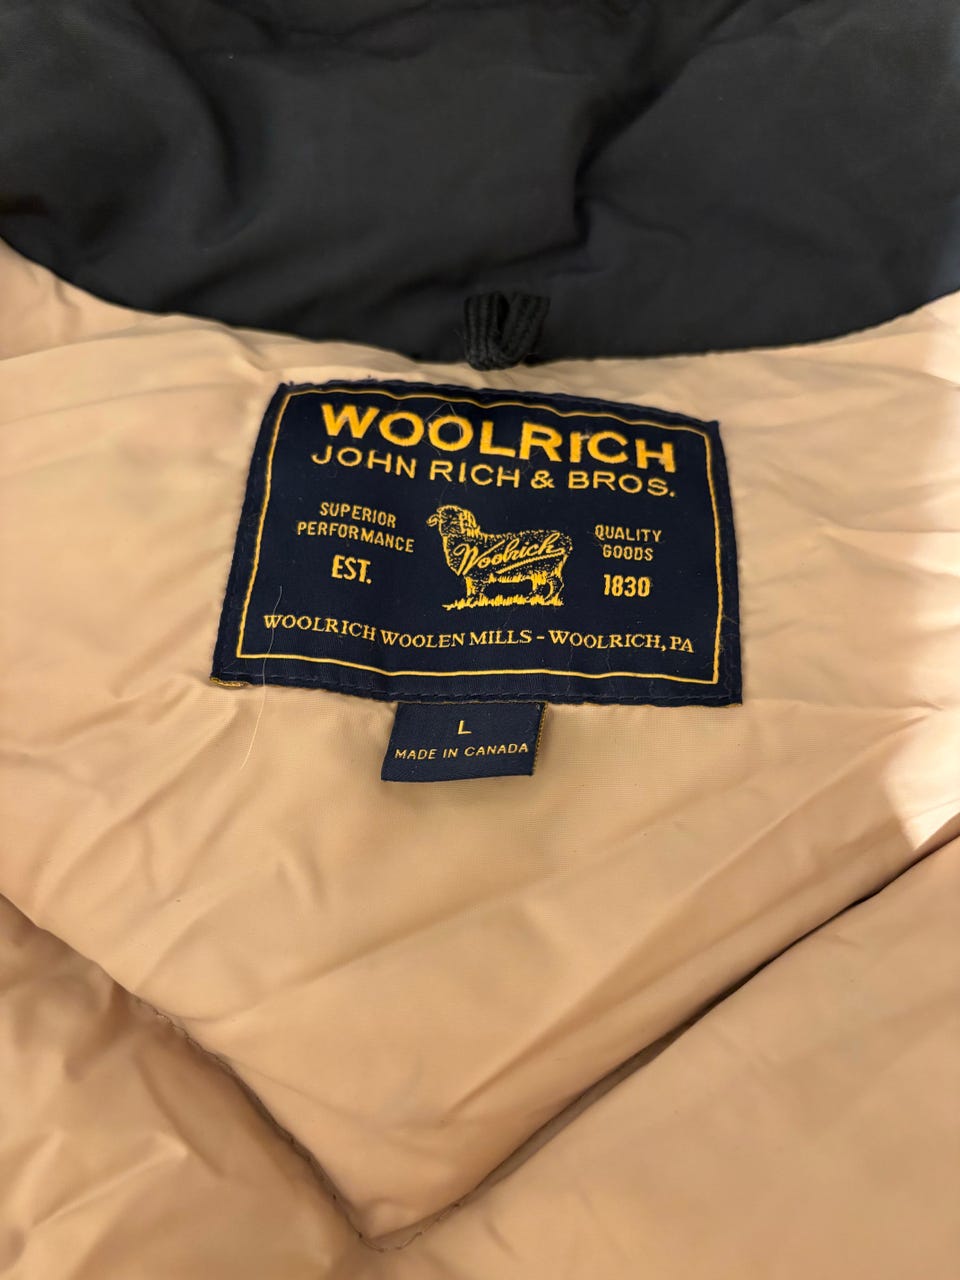 WOOLRICH
JOHN RICH & BROS.
SUPERIOR
PERFORMANCE
EST.
Woolrich
QUALITY
GOODS
1830
WOOLRICH WOOLEN MILLS - WOOLRICH, PA
L
MADE IN CANADA